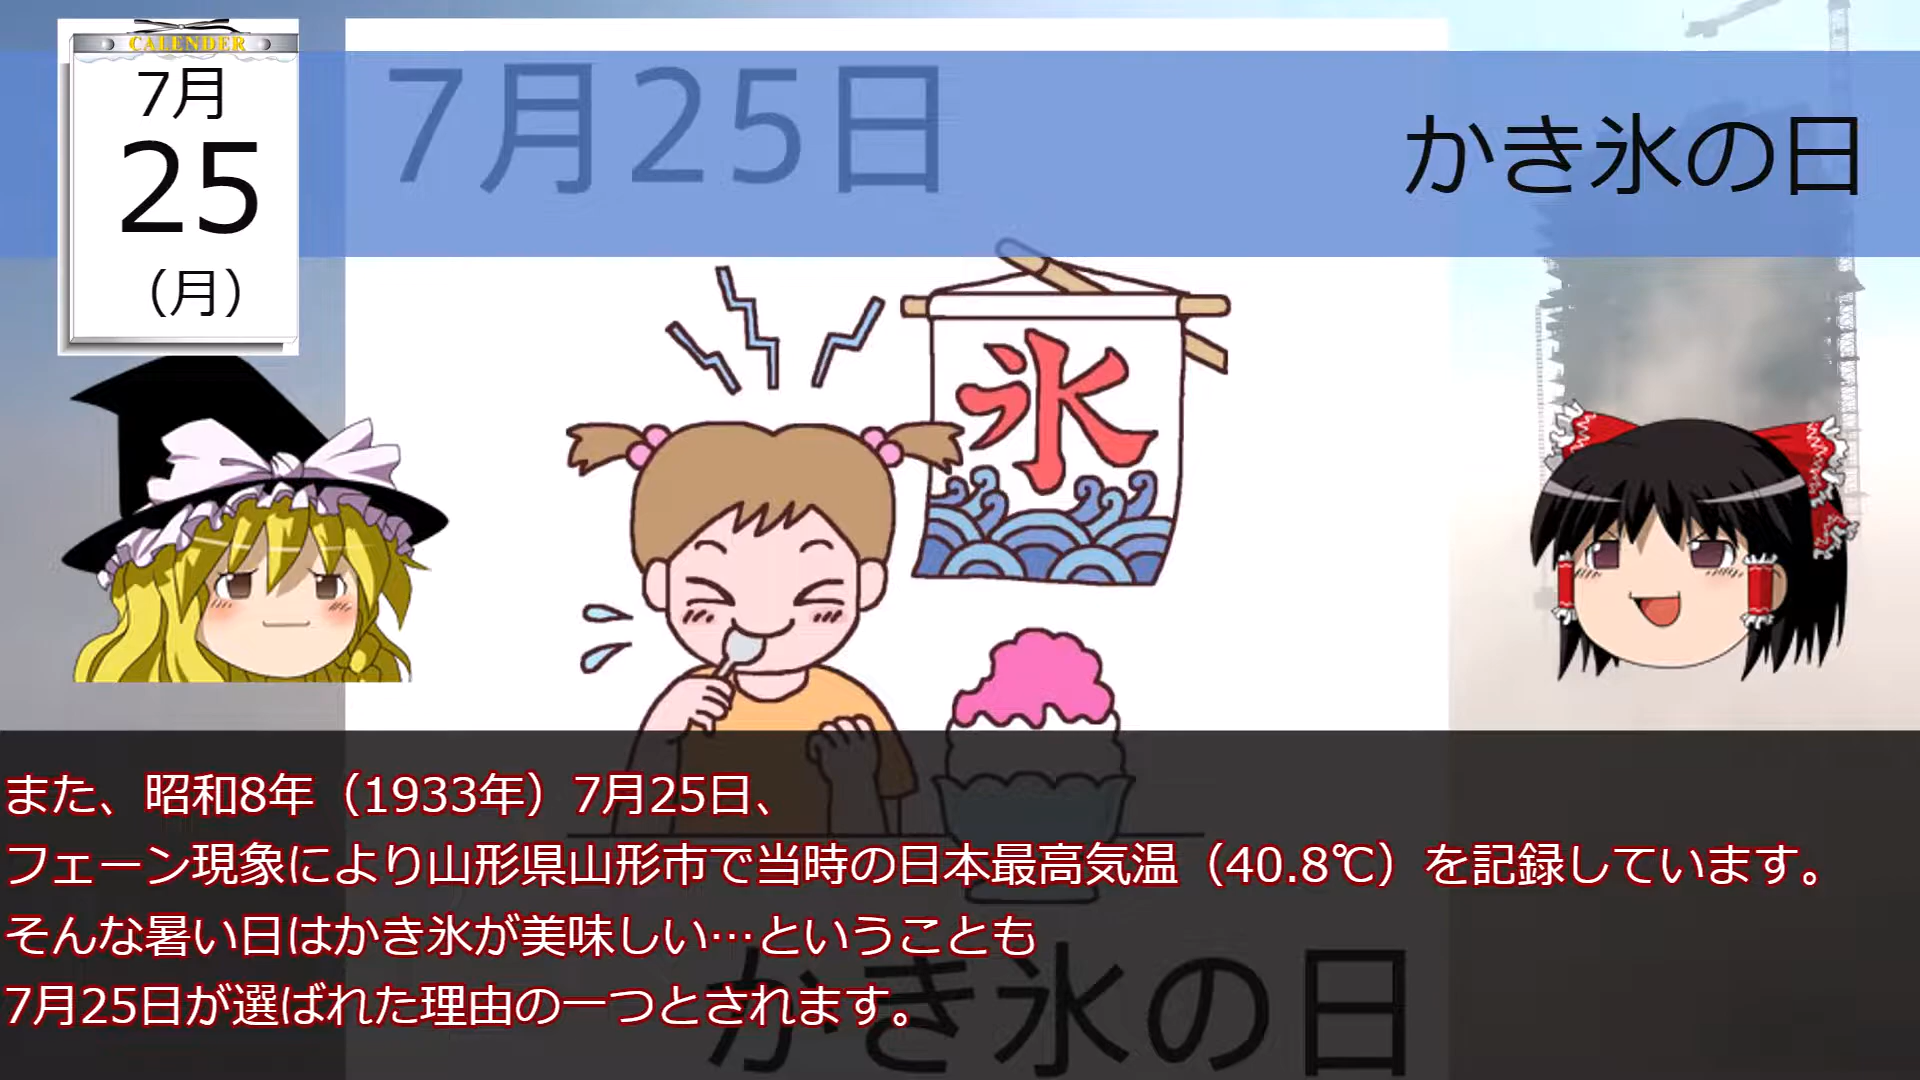 CALENDER
7月
25
（月）
7月25日
かき氷の日
氷
また、昭和8年（1933年）7月25日、
フェーン現象により山形県山形市で当時の日本最高気温（40.8℃）を記録しています。
そんな暑い日はかき氷が美味しい…ということも
7月25日が選ばれた理由の一つとされます。
かき氷の日